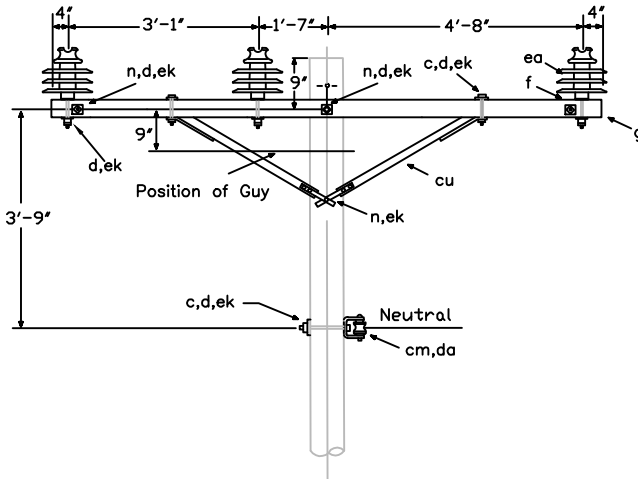 4"
3'-1"
1'-7"
4'-8"
4"
n,d,ek
9"
n,d,ek
c,d,ek
ea
f
g
d,ek
9"
Position of Guy
cu
n,ek
3'-9"
c,d,ek
Neutral
cm,da